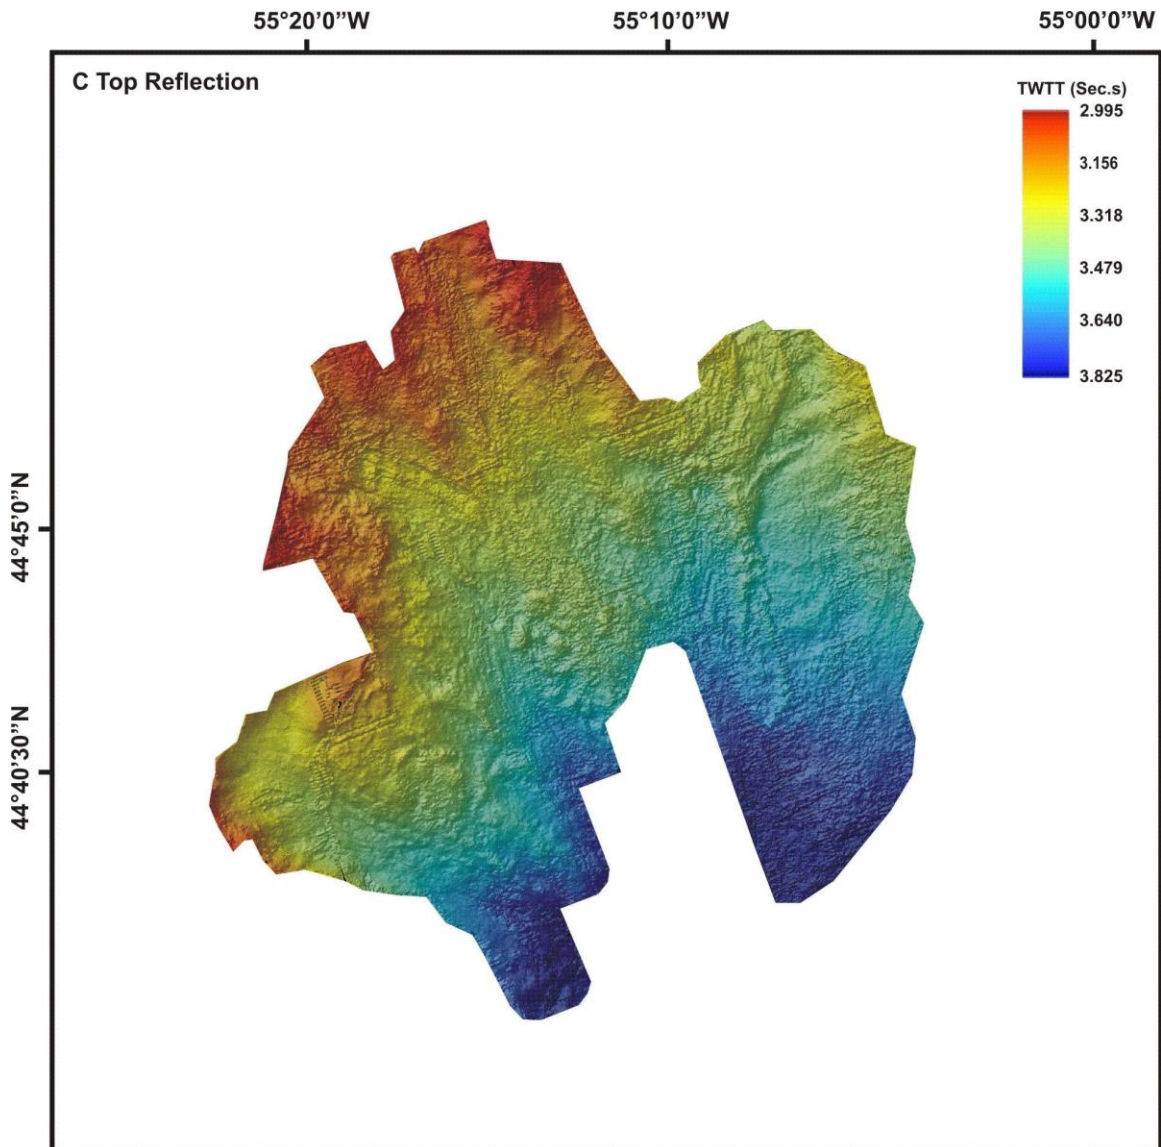 55°20'0”W 55°10'0”W 55°00'0”W
C Top Reflection
TWTT (Sec.s)
2.995
3.156
3.318
3.479
3.640
3.825
44°45'0”N
44°40'30”N